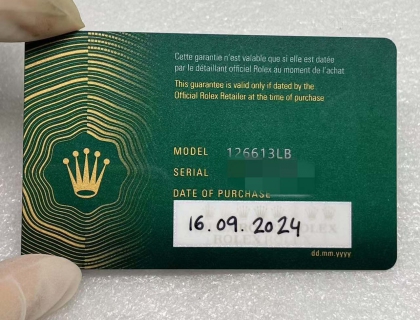 Cette garantie n'est valable que si elle est datée
par le détaillant officiel Rolex au moment de l'achat
This guarantee is valid only if dated by the
Official Rolex Retailer at the time of purchase
MODEL 126613LB
SERIAL
DATE OF PURCHASE
16.09.2024
dd.mm.yyyy